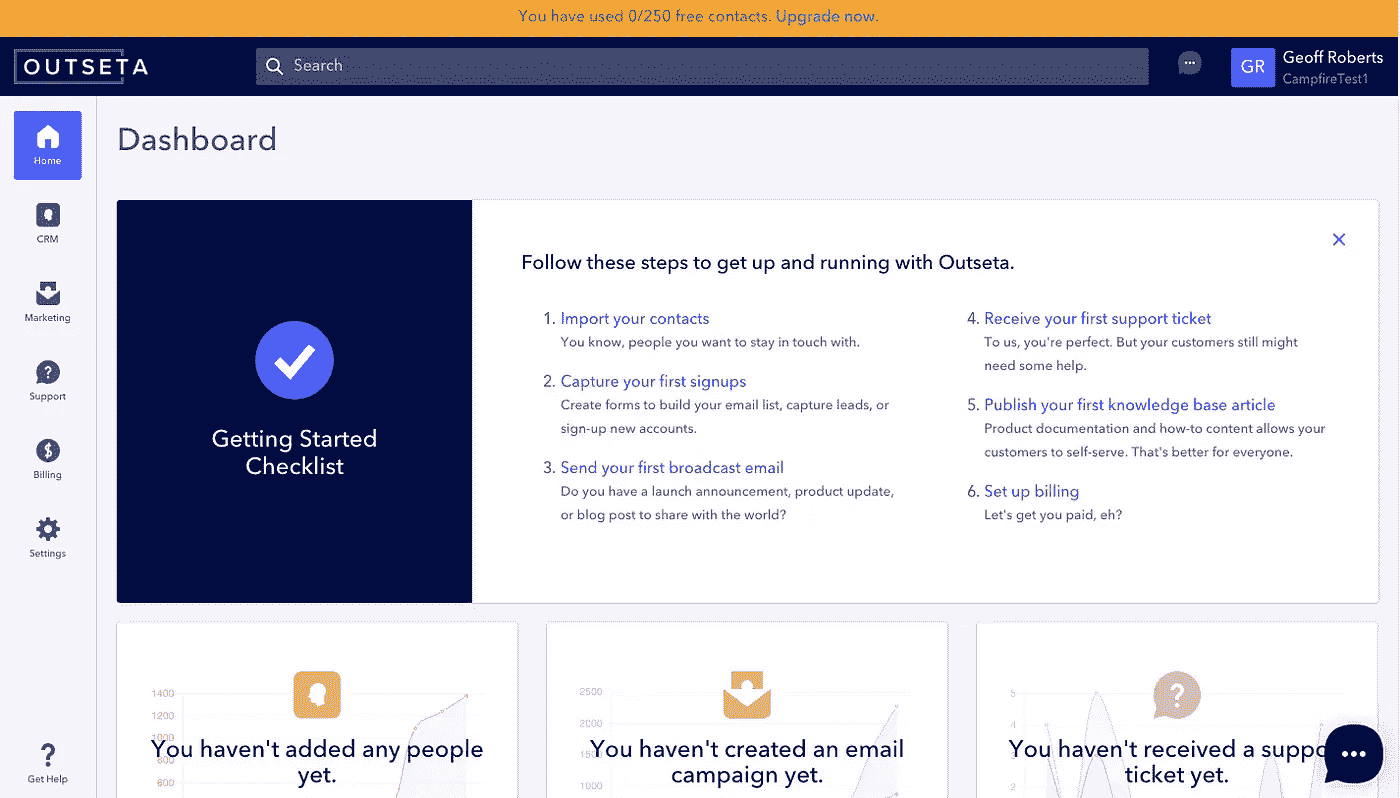 You have used 0/250 free contacts. Upgrade now.
OUTSETA
Search
GR
Geoff Roberts
CampfireTest1
Home
CRM
Marketing
Support
Billing
Settings
Get Help
Dashboard
Getting Started
Checklist
Follow these steps to get up and running with Outseta.
1. Import your contacts
You know, people you want to stay in touch with.
2. Capture your first signups
Create forms to build your email list, capture leads, or
sign-up new accounts.
3. Send your first broadcast email
Do you have a launch announcement, product update,
or blog post to share with the world?
4. Receive your first support ticket
To us, you're perfect. But your customers still might
need some help.
5. Publish your first knowledge base article
Product documentation and how-to content allows your
customers to self-serve. That's better for everyone.
6. Set up billing
Let's get you paid, eh?
1400
1200
1000
800
600
You haven't added any people
yet.
2500
2000
1000
You haven't created an email
campaign yet.
5
4
2
You haven't received a
ticket yet.